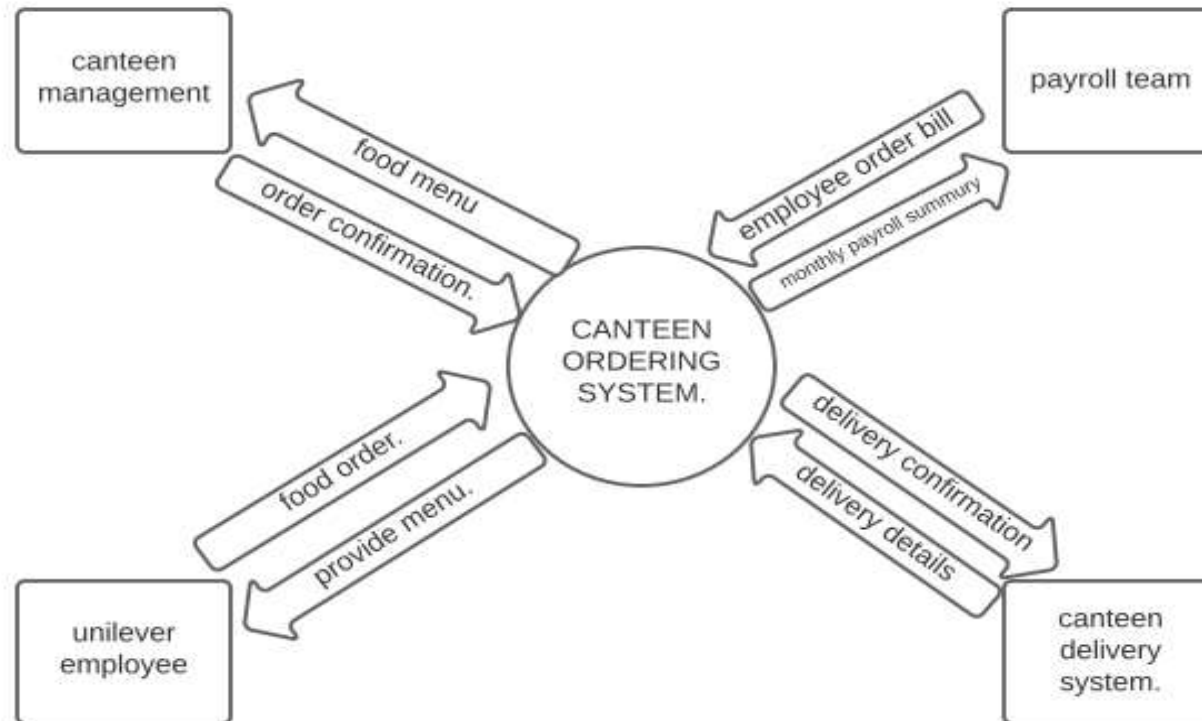 canteen
management
payroll team
food menu
order confirmation.
employee order bill
monthly payroll summury
CANTEEN
ORDERING
SYSTEM.
food order.
provide menu.
delivery confirmation
delivery details
unilever
employee
canteen
delivery
system.